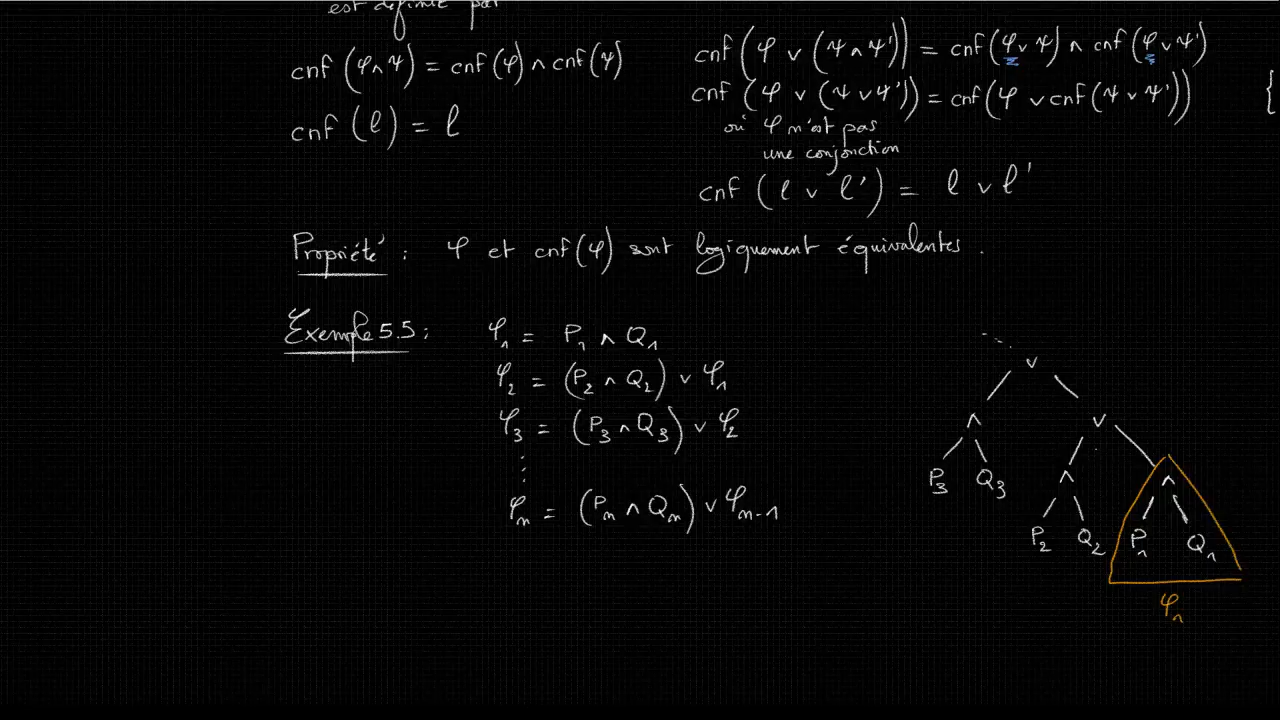 est définie par
cnf (φ∧ψ) = cnf(φ) ∧ cnf(ψ)
cnf (ℓ) = ℓ
cnf(φ ∨ (ψ ∧ ψ')) = cnf(φ ∨ ψ) ∧ cnf(φ ∨ ψ')
cnf (φ ∨ (ψ ∨ ψ')) = cnf(φ ∨ cnf(ψ ∨ ψ'))
où φ n'est pas
une conjonction
cnf (ℓ ∨ ℓ') = ℓ ∨ ℓ'
{
Propriété : φ et cnf(φ) sont logiquement équivalentes.
Exemple 5.5 : φ₁ = P₁ ∧ Q₁
φ₂ = (P₂ ∧ Q₂) ∨ φ₁
φ₃ = (P₃ ∧ Q₃) ∨ φ₂
⋮
φₙ = (Pₙ ∧ Qₙ) ∨ φₙ₋₁
∨
∧ ∨
P₃ Q₃ ∧ ∧
P₂ Q₂ P₁ Q₁
φ₁